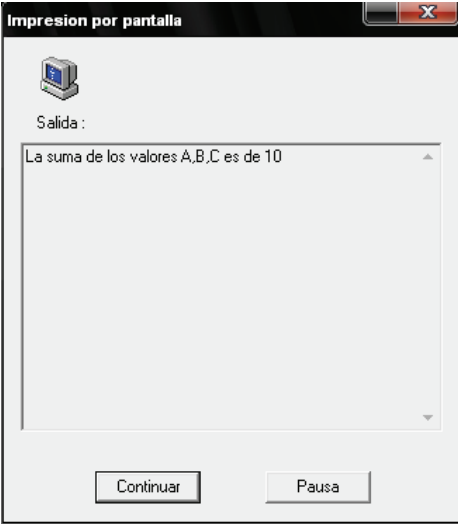 Impresion por pantalla
Salida :
La suma de los valores A,B,C es de 10
Continuar
Pausa